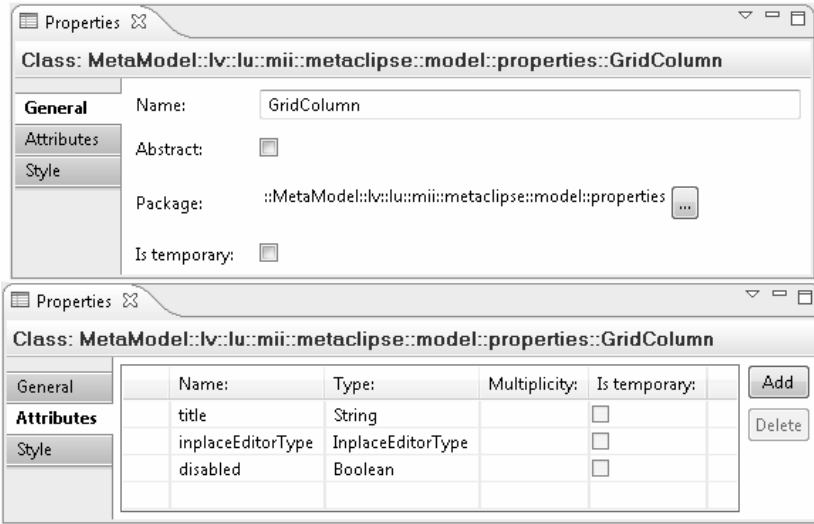 Properties
Class: MetaModel::lv::lu::mii::metaclipse::model::properties::GridColumn
General
Attributes
Style
Name: GridColumn
Abstract:
Package: ::MetaModel::lv::lu::mii::metaclipse::model::properties ...
Is temporary:
Properties
Class: MetaModel::lv::lu::mii::metaclipse::model::properties::GridColumn
General
Attributes
Style
Name: Type: Multiplicity: Is temporary:
title String
inplaceEditorType InplaceEditorType
disabled Boolean
Add
Delete